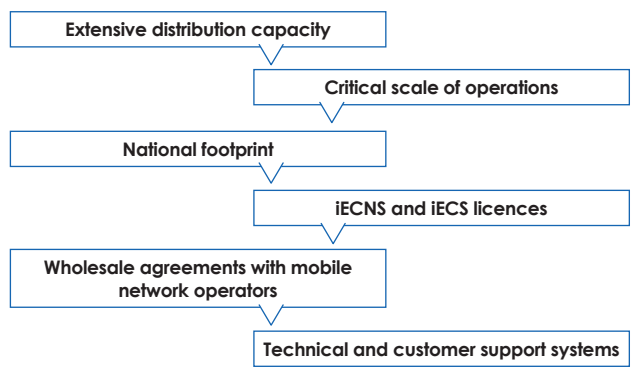 Extensive distribution capacity
Critical scale of operations
National footprint
iECNS and iECS licences
Wholesale agreements with mobile
network operators
Technical and customer support systems